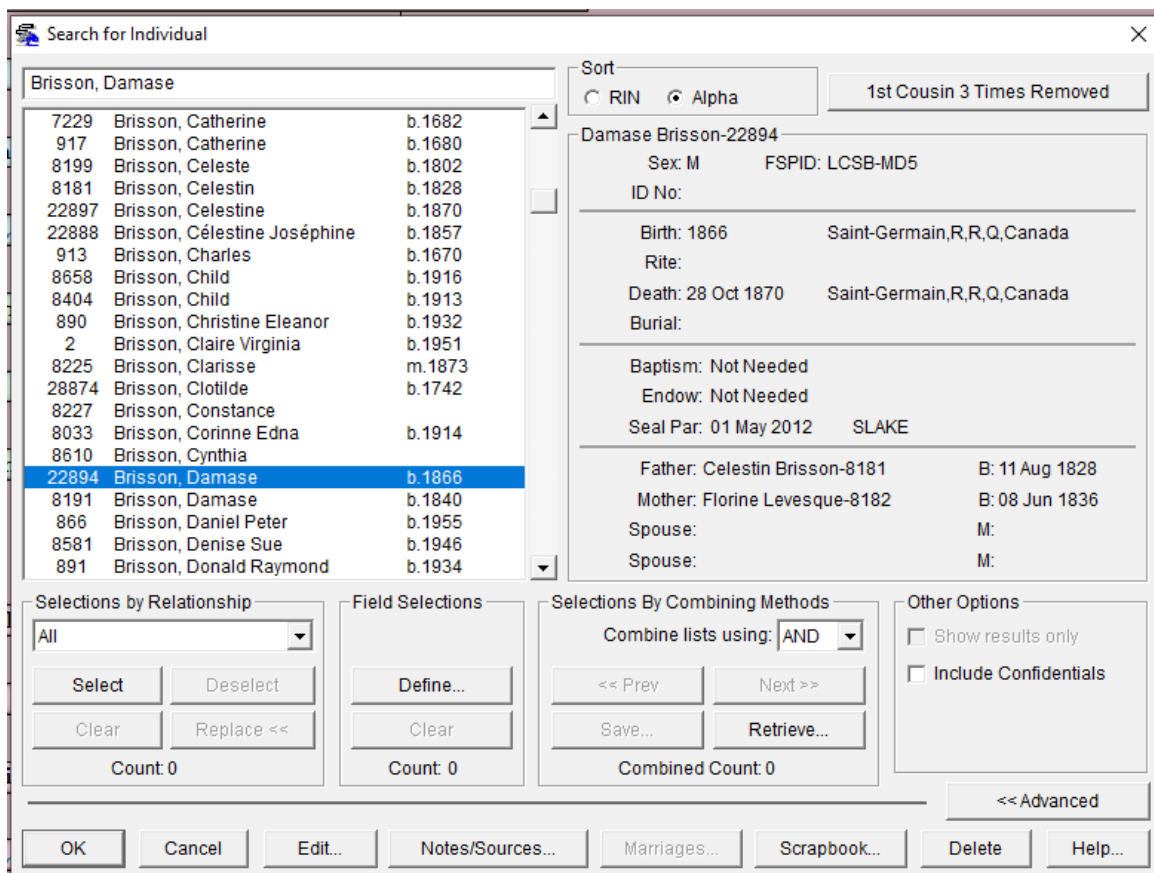 Search for Individual
Brisson, Damase
Sort
RIN Alpha
1st Cousin 3 Times Removed
7229 Brisson, Catherine b.1682
917 Brisson, Catherine b.1680
8199 Brisson, Celeste b.1802
8181 Brisson, Celestin b.1828
22897 Brisson, Celestine b.1870
22888 Brisson, Célestine Joséphine b.1857
913 Brisson, Charles b.1670
8658 Brisson, Child b.1916
8404 Brisson, Child b.1913
890 Brisson, Christine Eleanor b.1932
2 Brisson, Claire Virginia b.1951
8225 Brisson, Clarisse m.1873
28874 Brisson, Clotilde b.1742
8227 Brisson, Constance
8033 Brisson, Corinne Edna b.1914
8610 Brisson, Cynthia
22894 Brisson, Damase b.1866
8191 Brisson, Damase b.1840
866 Brisson, Daniel Peter b.1955
8581 Brisson, Denise Sue b.1946
891 Brisson, Donald Raymond b.1934
Damase Brisson-22894
Sex: M FSPID: LCSB-MD5
ID No:
Birth: 1866 Saint-Germain,R,R,Q,Canada
Rite:
Death: 28 Oct 1870 Saint-Germain,R,R,Q,Canada
Burial:
Baptism: Not Needed
Endow: Not Needed
Seal Par: 01 May 2012 SLAKE
Father: Celestin Brisson-8181 B: 11 Aug 1828
Mother: Florine Levesque-8182 B: 08 Jun 1836
Spouse: M:
Spouse: M:
Selections by Relationship
All
Select Deselect
Clear Replace <<
Count: 0
Field Selections
Define...
Clear
Count: 0
Selections By Combining Methods
Combine lists using: AND
<< Prev Next >>
Save... Retrieve...
Combined Count: 0
Other Options
Show results only
Include Confidentials
<< Advanced
OK Cancel Edit... Notes/Sources... Marriages... Scrapbook... Delete Help...